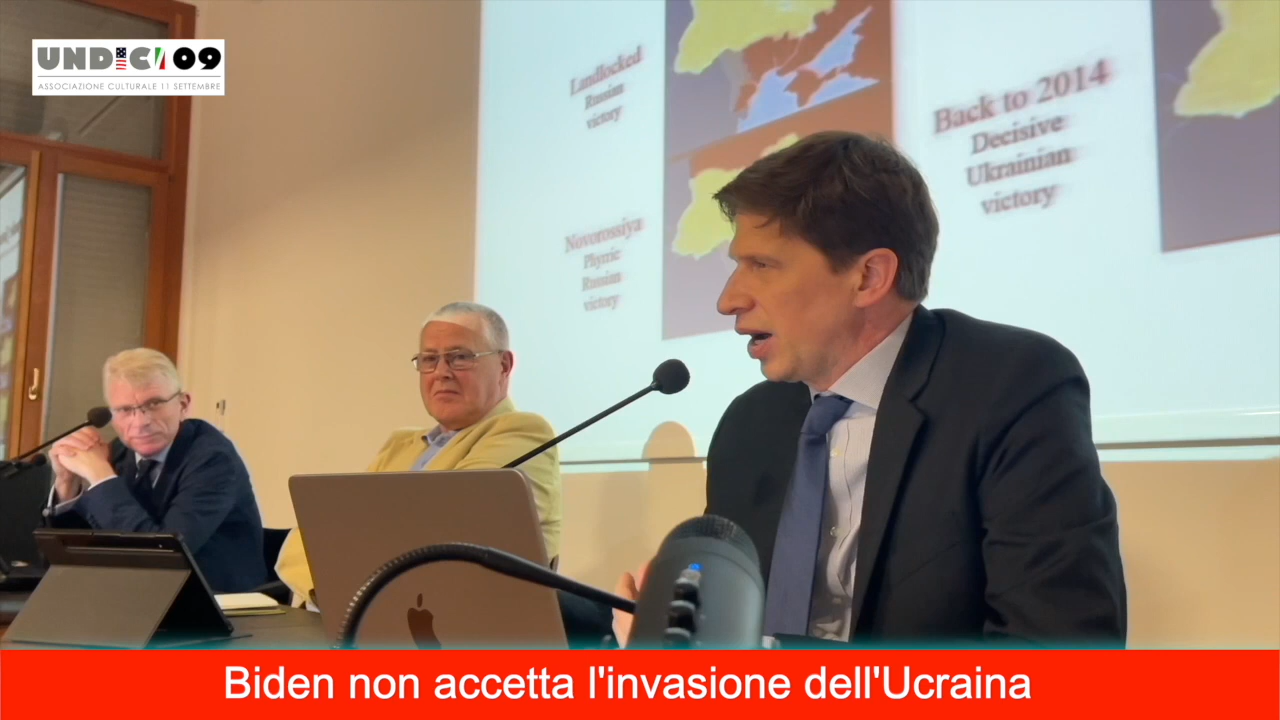 UNDICI09
ASSOCIAZIONE CULTURALE 11 SETTEMBRE
Landlocked
Russian
victory
Back to 2014
Decisive
Ukrainian
victory
Novorossiya
Phyrric
Russian
victory
Biden non accetta l'invasione dell'Ucraina